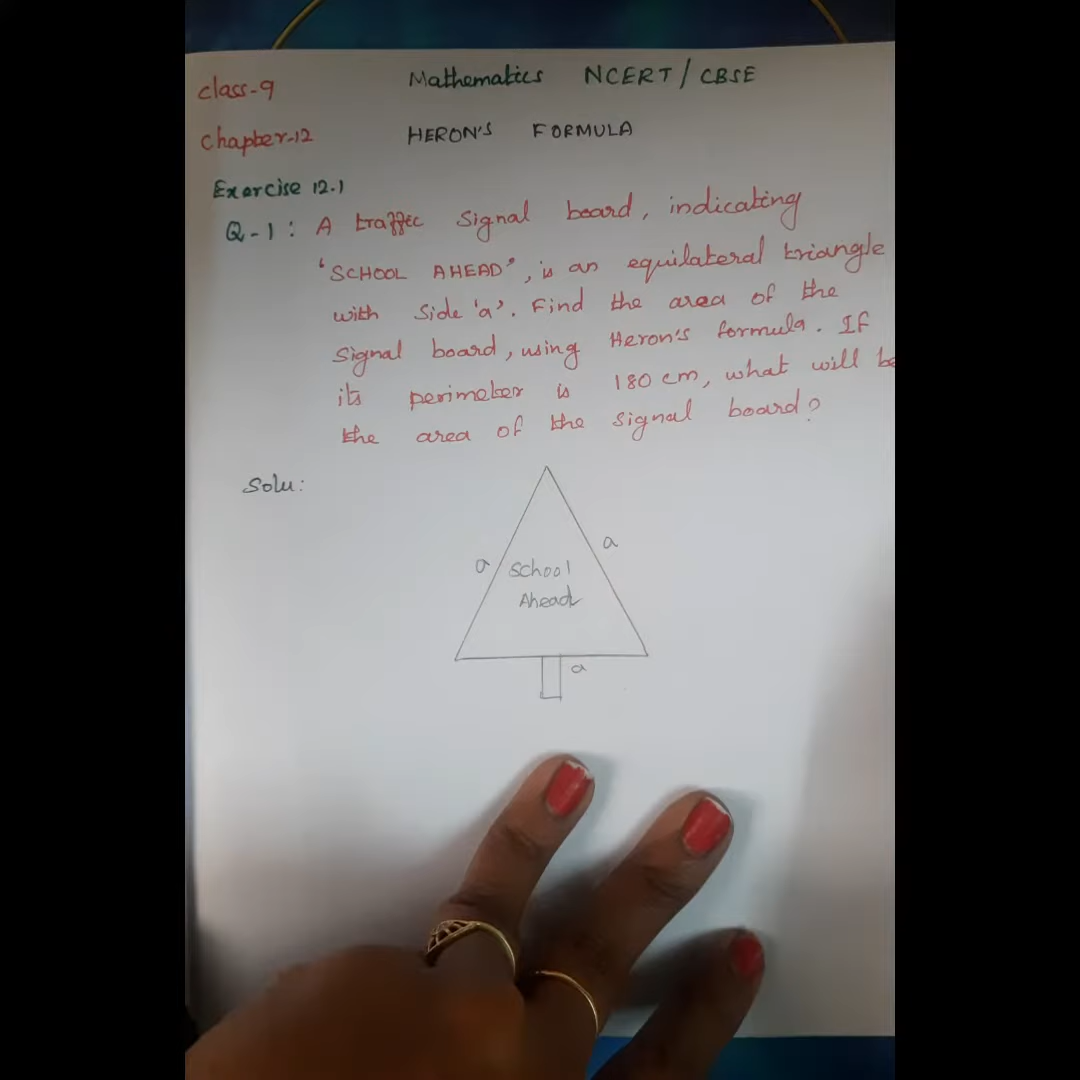 class-9 Mathematics NCERT/CBSE
Chapter-12 HERON'S FORMULA
Exercise 12.1
Q-1: A traffic signal board, indicating
'SCHOOL AHEAD', is an equilateral triangle
with side 'a'. Find the area of the
signal board, using Heron's formula. If
its perimeter is 180 cm, what will be
the area of the signal board?
Solu:
a
a
School
Ahead
a